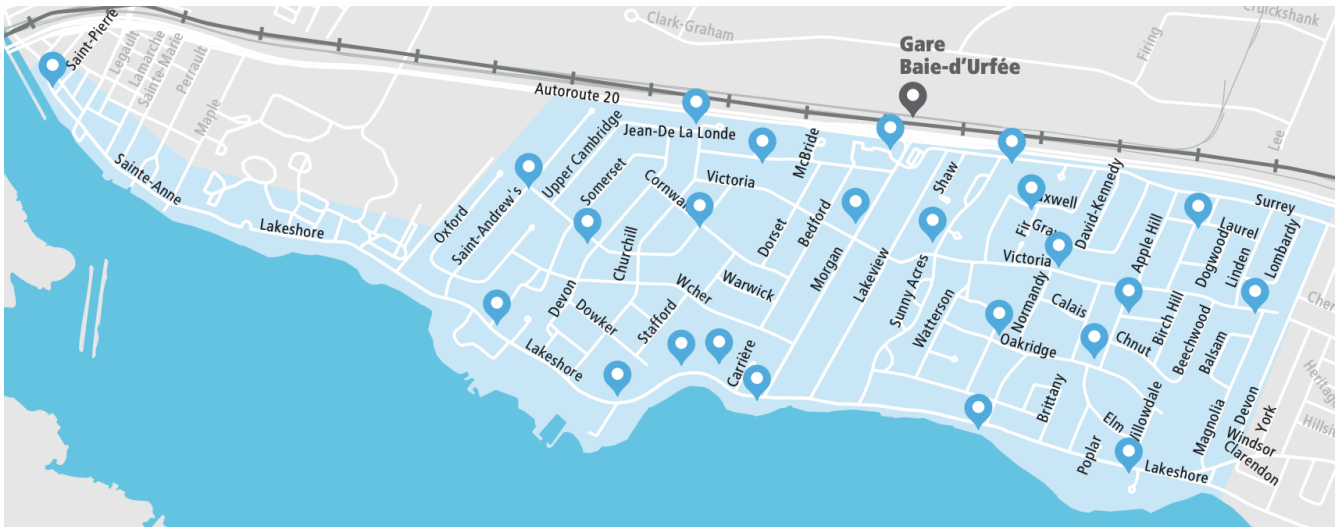 Clark-Graham
Cruickshank
Firing
Gare
Baie-d'Urfée
Saint-Pierre
Legault
Lamarche
Sainte-Marie
Perrault
Maple
Autoroute 20
Lee
Jean-De La Londe
McBride
Upper Cambridge
Somerset
Cornwall
Victoria
Shaw
Sainte-Anne
Lakeshore
Oxford
Saint-Andrew's
Churchill
Dorset
Bedford
Morgan
Lakeview
David-Kennedy
Fir
Surrey
Laurel
Apple Hill
Dogwood
Linden
Lombardy
Victoria
Warwick
Wcher
Devon
Dowker
Stafford
Sunny Acres
Watterson
Normandy
Calais
Oakridge
Chnut
Birch Hill
Beechwood
Balsam
Lakeshore
Carrière
Brittany
Elm
Poplar
Magnolia
Devon
York
Windsor
Clarendon
Lakeshore